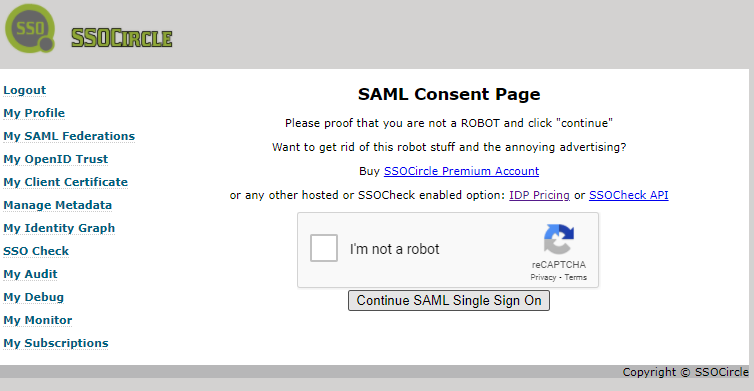 SSO
SSOCIRCLE
Logout
My Profile
My SAML Federations
My OpenID Trust
My Client Certificate
Manage Metadata
My Identity Graph
SSO Check
My Audit
My Debug
My Monitor
My Subscriptions
SAML Consent Page
Please proof that you are not a ROBOT and click "continue"
Want to get rid of this robot stuff and the annoying advertising?
Buy SSOCircle Premium Account
or any other hosted or SSOCheck enabled option: IDP Pricing or SSOCheck API
I'm not a robot
reCAPTCHA
Privacy - Terms
Continue SAML Single Sign On
Copyright © SSOCircle